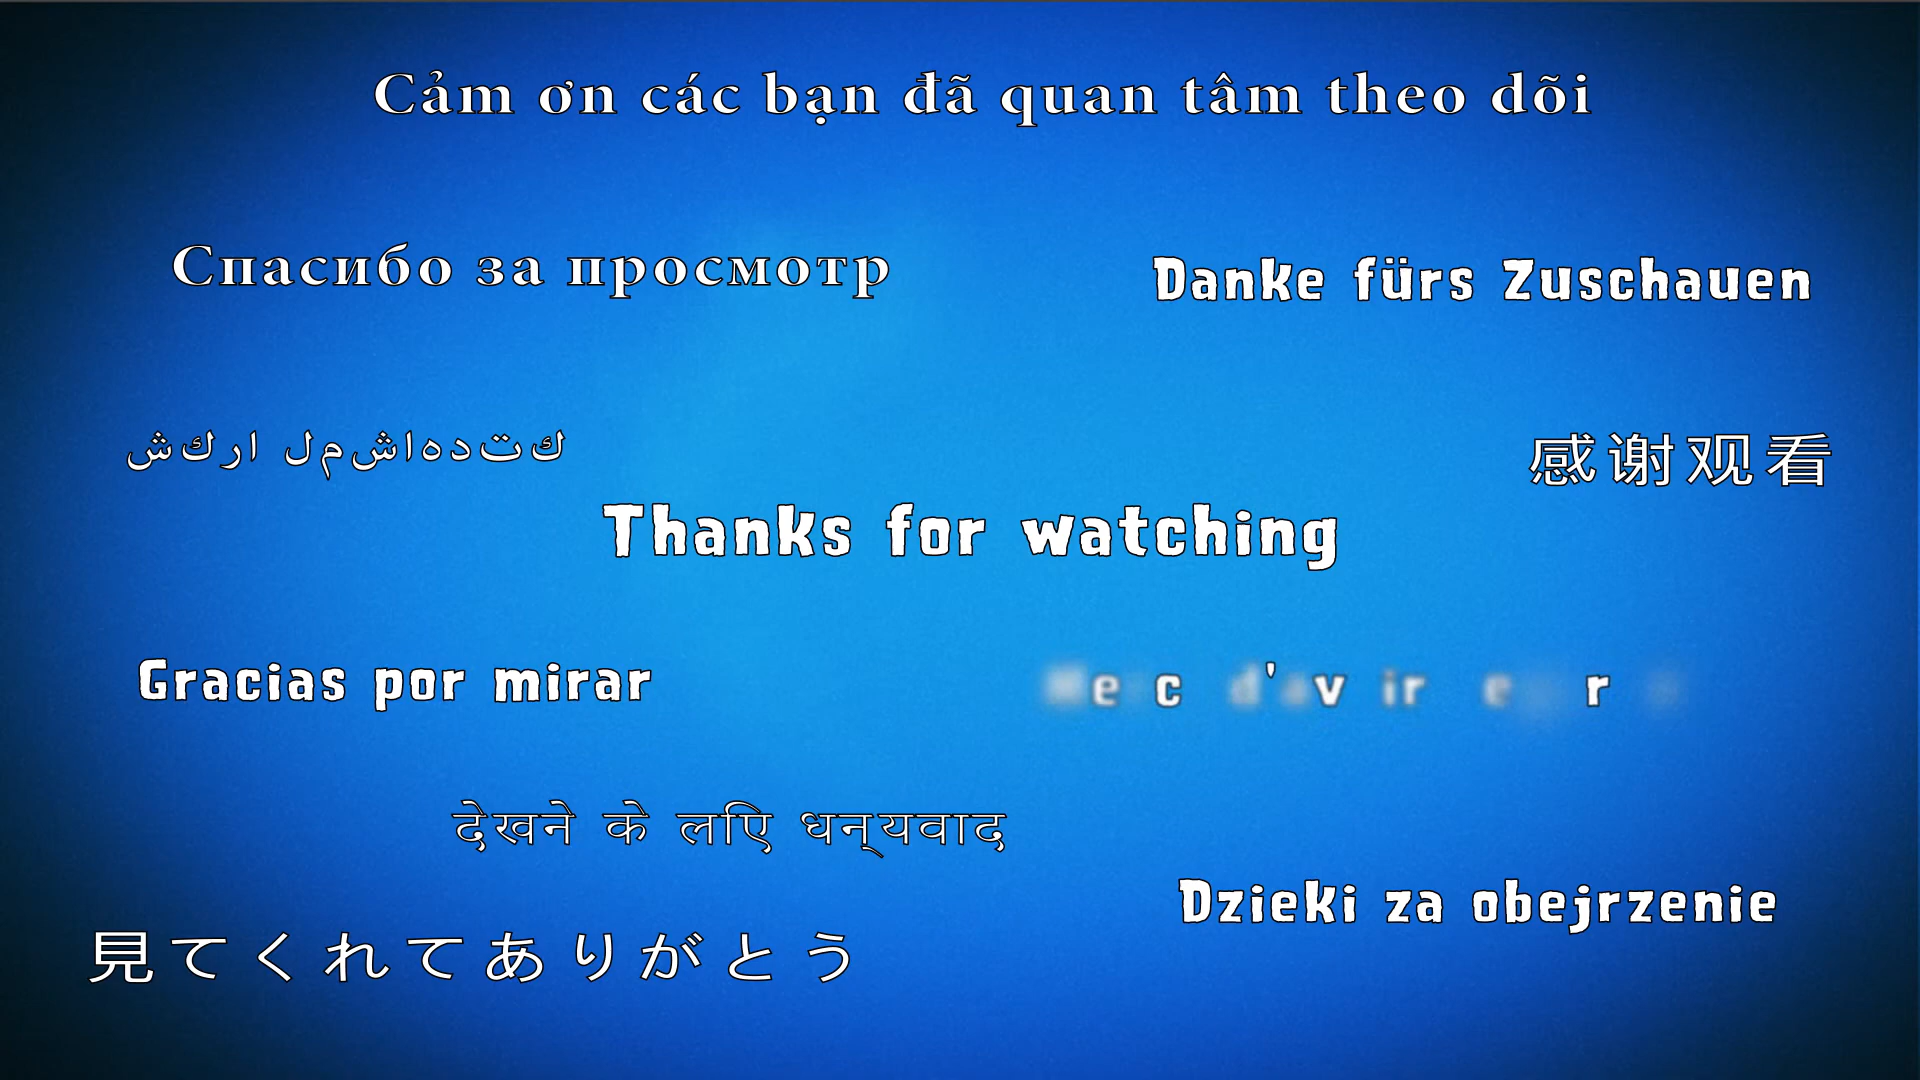 Cảm ơn các bạn đã quan tâm theo dõi
Спасибо за просмотр
Danke fürs Zuschauen
شكرا لمشاهدتك
感谢观看
Thanks for watching
Gracias por mirar
देखने के लिए धन्यवाद
Dzieki za obejrzenie
見てくれてありがとう